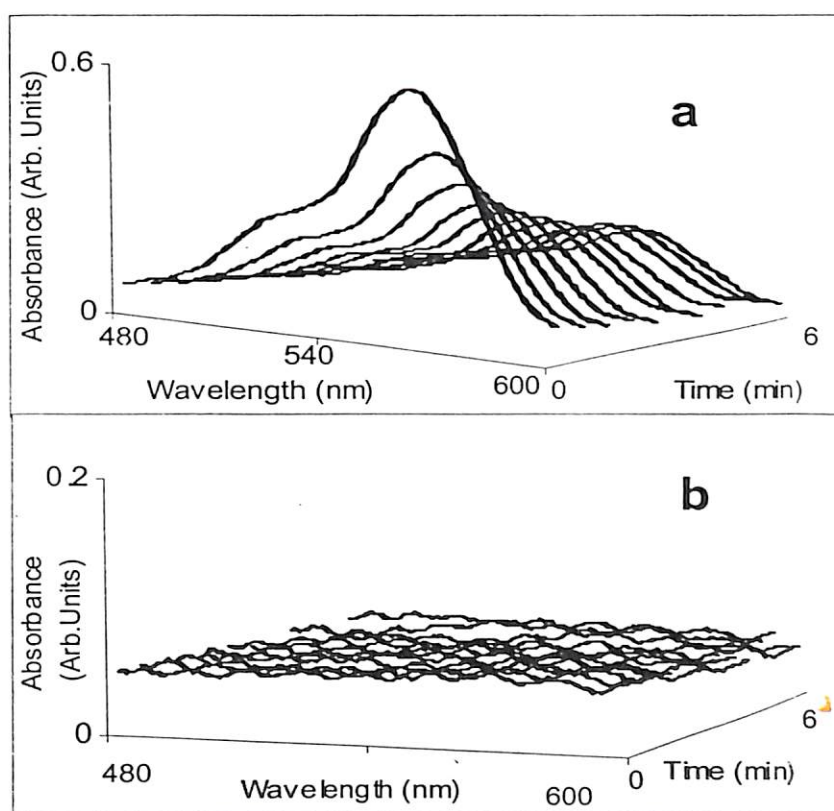 0.6
a
Absorbance (Arb. Units)
0
480
540
600
0
6
Wavelength (nm)
Time (min)
0.2
b
Absorbance
(Arb.Units)
0
480
600
0
6
Wavelength (nm)
Time (min)